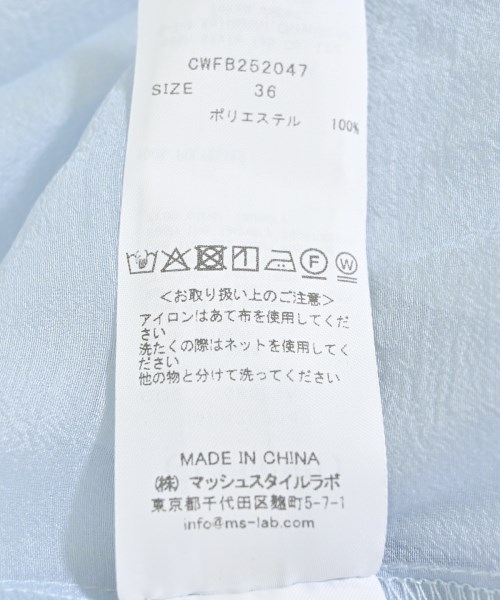 CWFB252047
SIZE 36
ポリエステル 100%
F W
＜お取り扱い上のご注意＞
アイロンはあて布を使用してくだ
さい
洗たくの際はネットを使用してく
ださい
他の物と分けて洗ってください
MADE IN CHINA
(株) マッシュスタイルラボ
東京都千代田区麹町5-7-1
info@ms-lab.com